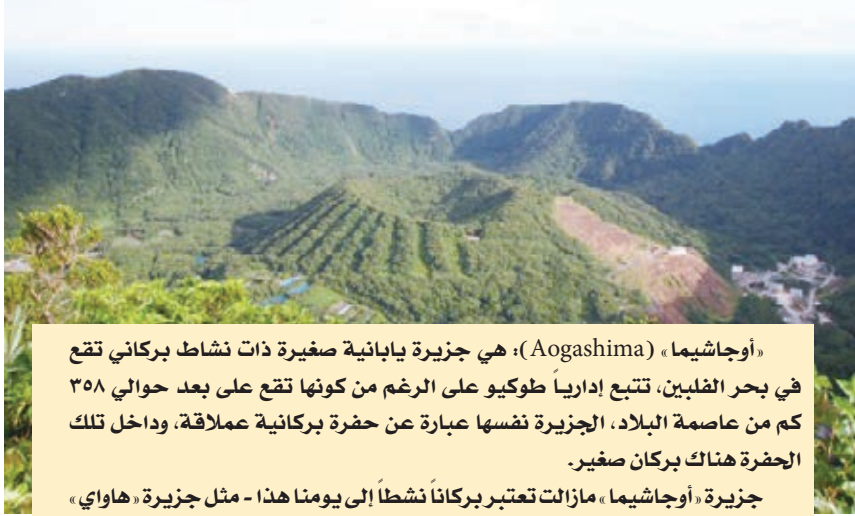 «أوجاشيما» (Aogashima): هي جزيرة يابانية صغيرة ذات نشاط بركاني تقع
في بحر الفلبين، تتبع إدارياً طوكيو على الرغم من كونها تقع على بعد حوالي ٣٥٨
كم من عاصمة البلاد، الجزيرة نفسها عبارة عن حفرة بركانية عملاقة، وداخل تلك
الحفرة هناك بركان صغير.
جزيرة «أوجاشيما» مازالت تعتبر بركاناً نشطاً إلى يومنا هذا - مثل جزيرة «هاواي»